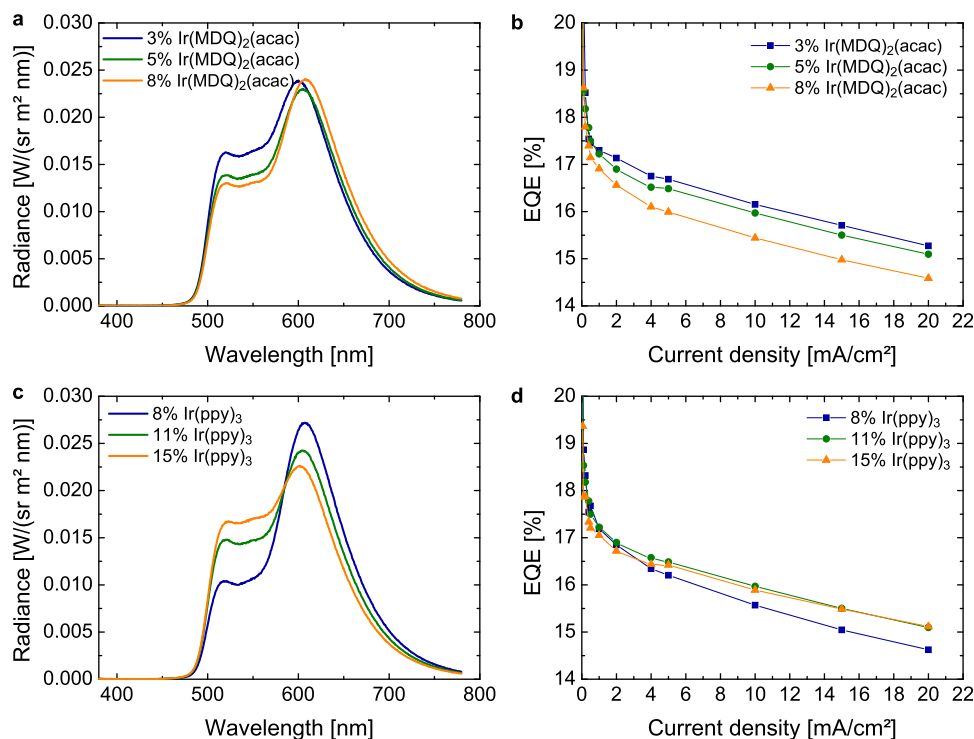 a
3% Ir(MDQ)₂(acac)
5% Ir(MDQ)₂(acac)
8% Ir(MDQ)₂(acac)
Radiance [W/(sr m² nm)]
0.030
0.025
0.020
0.015
0.010
0.005
0.000
400 500 600 700 800
Wavelength [nm]
b
3% Ir(MDQ)₂(acac)
5% Ir(MDQ)₂(acac)
8% Ir(MDQ)₂(acac)
EQE [%]
20
19
18
17
16
15
14
0 2 4 6 8 10 12 14 16 18 20 22
Current density [mA/cm²]
c
8% Ir(ppy)₃
11% Ir(ppy)₃
15% Ir(ppy)₃
Radiance [W/(sr m² nm)]
0.030
0.025
0.020
0.015
0.010
0.005
0.000
400 500 600 700 800
Wavelength [nm]
d
8% Ir(ppy)₃
11% Ir(ppy)₃
15% Ir(ppy)₃
EQE [%]
20
19
18
17
16
15
14
0 2 4 6 8 10 12 14 16 18 20 22
Current density [mA/cm²]